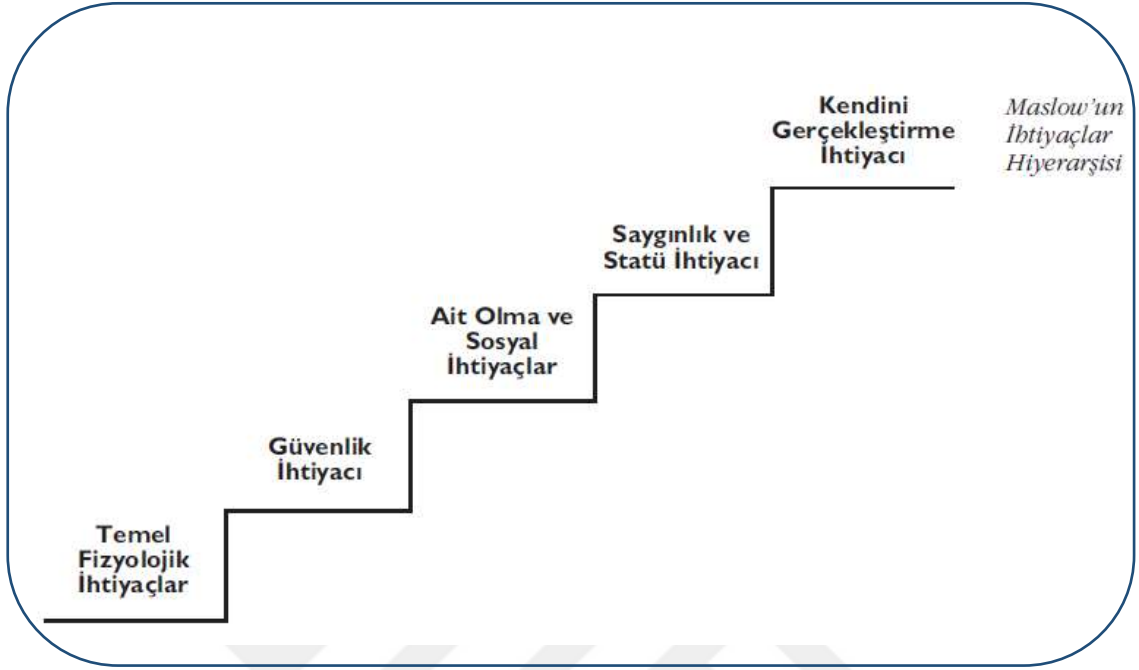 Kendini
Gerçekleştirme
İhtiyacı
Maslow'un
İhtiyaçlar
Hiyerarşisi
Saygınlık ve
Statü İhtiyacı
Ait Olma ve
Sosyal
İhtiyaçlar
Güvenlik
İhtiyacı
Temel
Fizyolojik
İhtiyaçlar